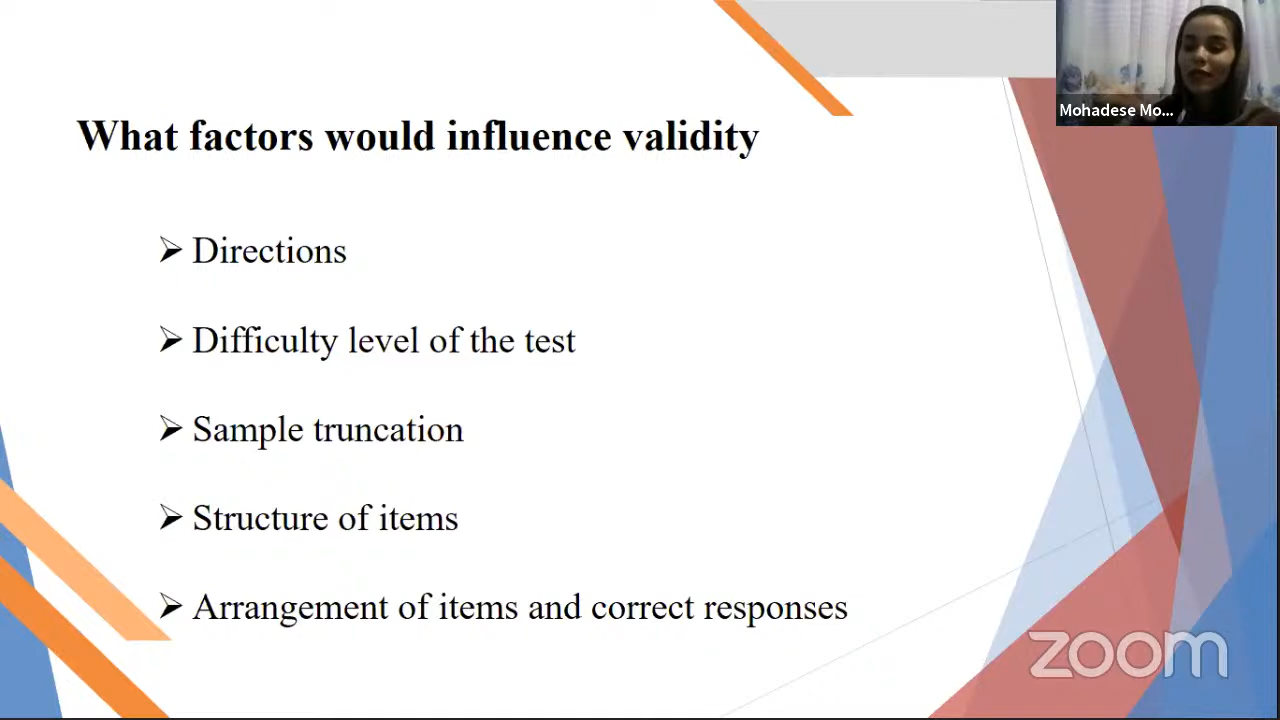 What factors would influence validity
Mohadese Mo...
➢ Directions
➢ Difficulty level of the test
➢ Sample truncation
➢ Structure of items
➢ Arrangement of items and correct responses
zoom